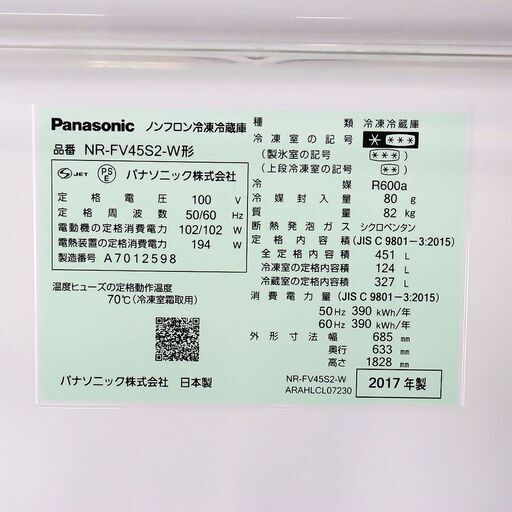 Panasonic ノンフロン冷凍冷蔵庫
品番 NR-FV45S2-W形
S JET PS E パナソニック株式会社
定格電圧 100 V
定格周波数 50/60 Hz
電動機の定格消費電力 102/102 W
電熱装置の定格消費電力 194 W
製造番号 A7012598
温度ヒューズの定格動作温度
70℃(冷凍室霜取用)
パナソニック株式会社 日本製
種類 冷凍冷蔵庫
冷凍室の記号 * ***
(製氷室の記号 (***) )
(上段冷凍室の記号 (**) )
冷媒 R600a
冷媒封入量 80 g
質量 82 kg
断熱発泡ガス シクロペンタン
定格内容積 (JIS C 9801-3:2015)
全定格内容積 451 L
冷凍室の定格内容積 124 L
冷蔵室の定格内容積 327 L
消費電力量 (JIS C 9801-3:2015)
50Hz 390 kWh/年
60Hz 390 kWh/年
外形寸法 幅 685 mm
奥行 633 mm
高さ 1828 mm
NR-FV45S2-W
ARAHLCL07230
2017年製